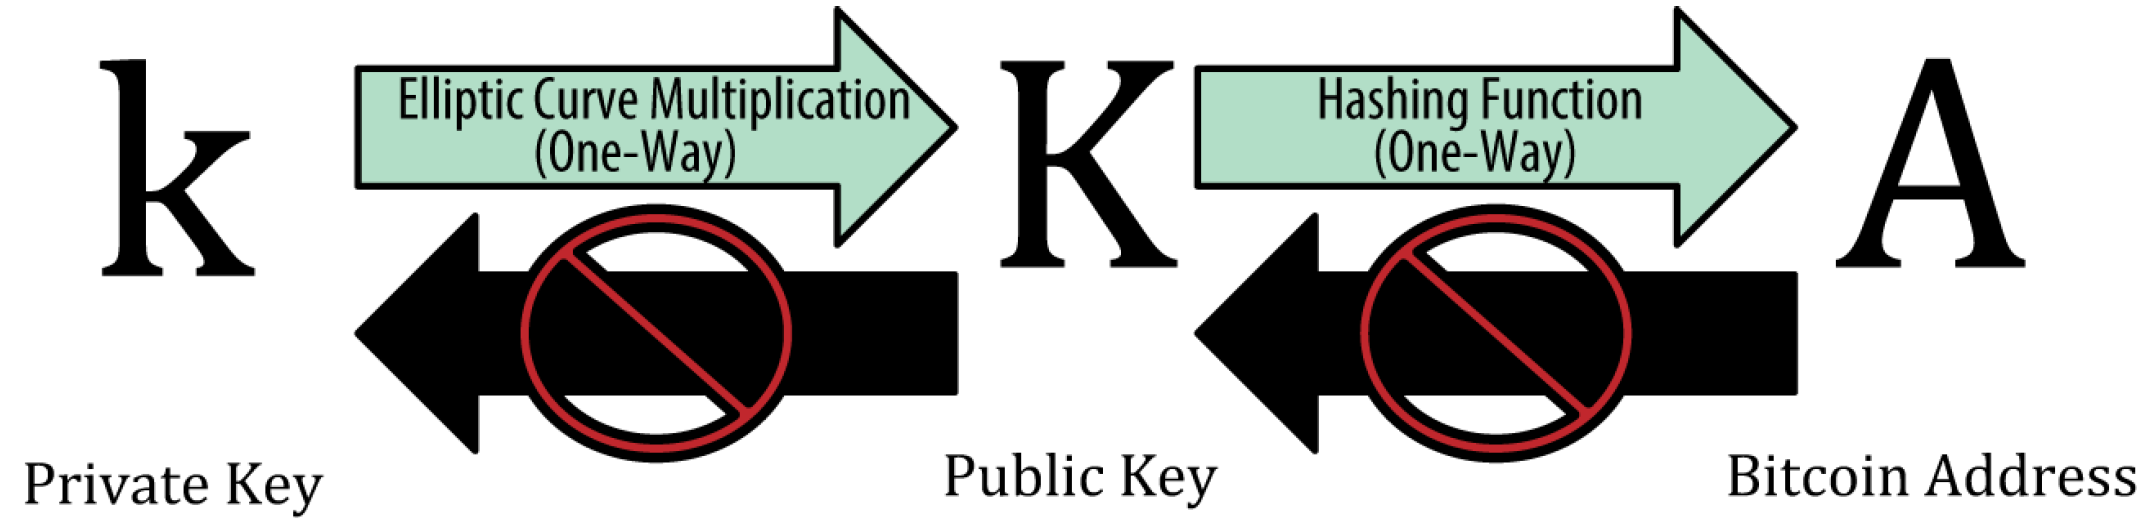 k
Elliptic Curve Multiplication
(One-Way)
K
Hashing Function
(One-Way)
A
Private Key
Public Key
Bitcoin Address